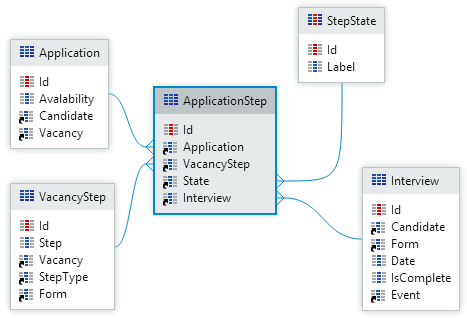 StepState
Id
Label
Application
Id
Avalability
Candidate
Vacancy
ApplicationStep
Id
Application
VacancyStep
State
Interview
VacancyStep
Id
Step
Vacancy
StepType
Form
Interview
Id
Candidate
Form
Date
IsComplete
Event